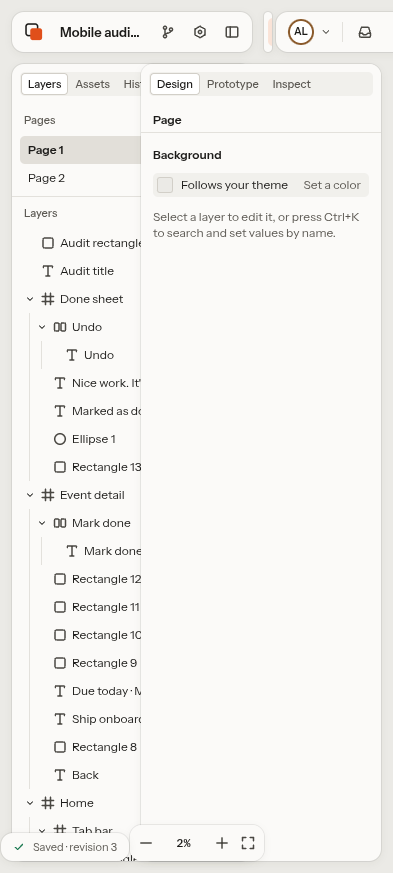 Mobile audi...
AL
Layers Assets His
Design Prototype Inspect
Pages
Page
Page 1
Background
Page 2
Follows your theme Set a color
Layers
Select a layer to edit it, or press Ctrl+K
to search and set values by name.
Audit rectangle
Audit title
Done sheet
Undo
Undo
Nice work. It'
Marked as do
Ellipse 1
Rectangle 13
Event detail
Mark done
Mark done
Rectangle 12
Rectangle 11
Rectangle 10
Rectangle 9
Due today · M
Ship onboard
Rectangle 8
Back
Home
Tab bar
Saved · revision 3
2%